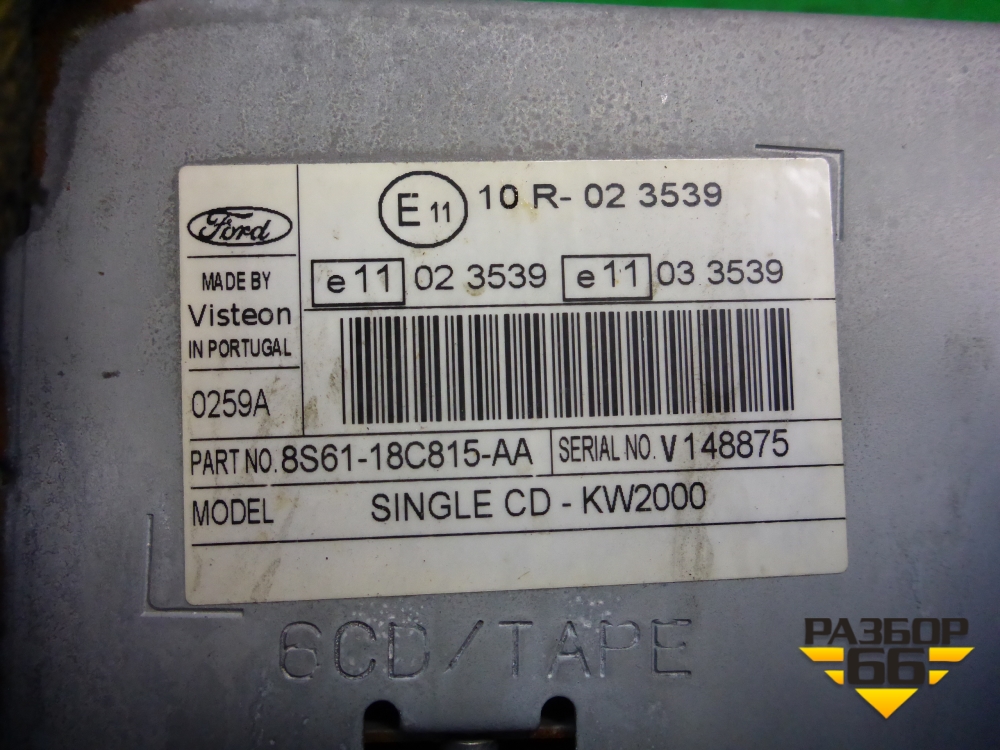 E 11 10 R- 02 3539
Ford
e 11 02 3539 e 11 03 3539
MADE BY
Visteon
IN PORTUGAL
0259A
PART NO. 8S61-18C815-AA SERIAL NO. V148875
MODEL SINGLE CD - KW2000
6CD/TAPE
РАЗБОР
66